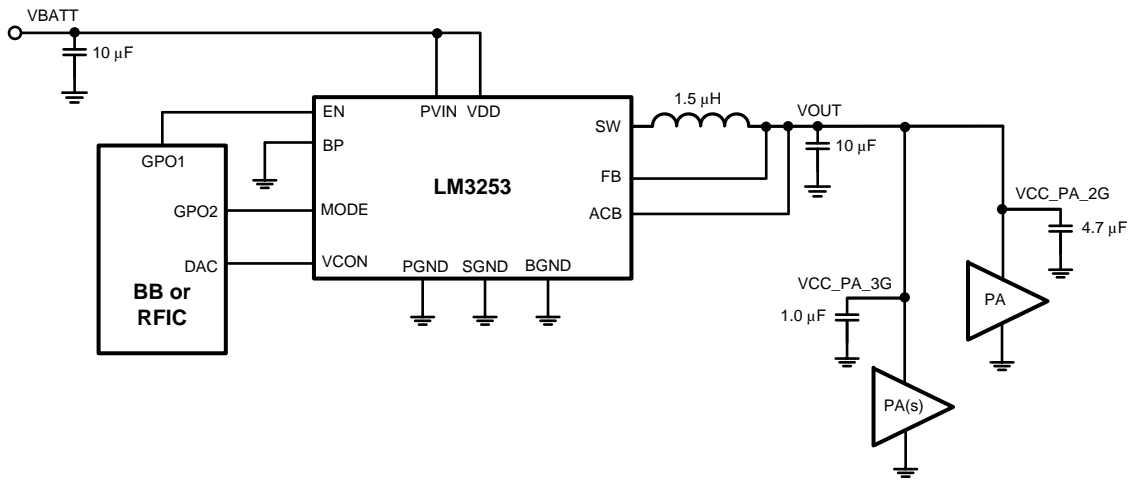 VBATT
10 µF
1.5 µH
VOUT
EN
PVIN VDD
SW
BP
10 µF
GPO1
LM3253
FB
VCC_PA_2G
GPO2
MODE
ACB
4.7 µF
DAC
VCON
PGND SGND BGND
VCC_PA_3G
BB or
RFIC
PA
1.0 µF
PA(s)